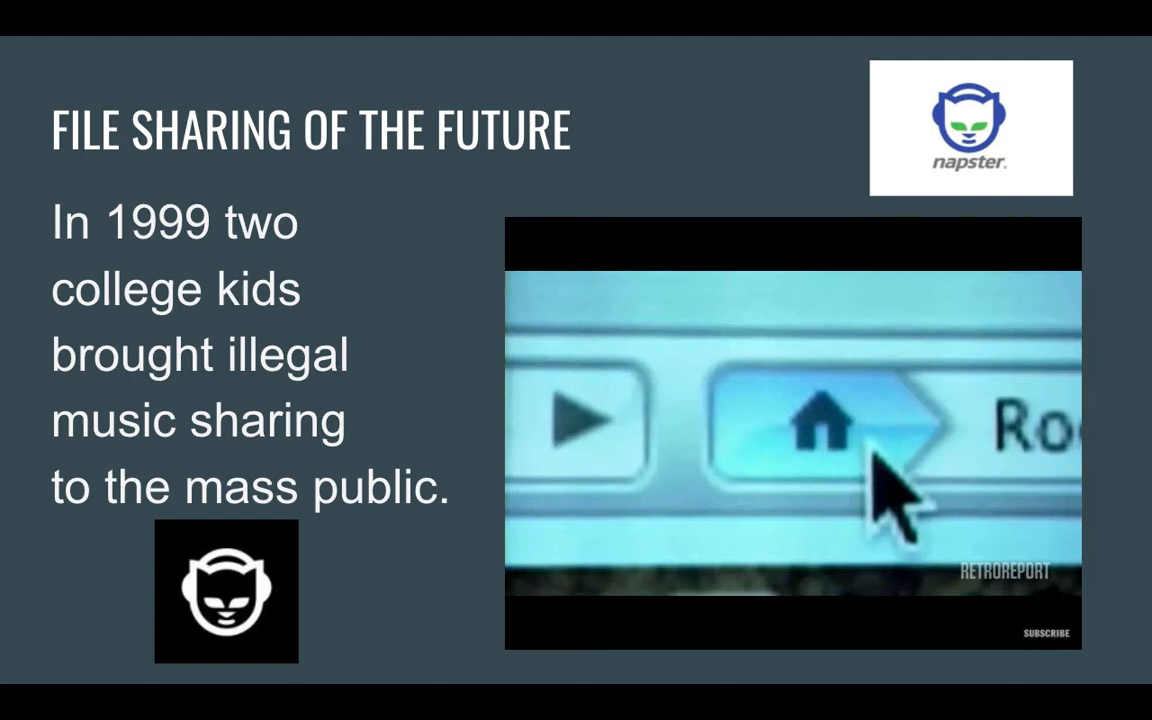 FILE SHARING OF THE FUTURE
napster.
In 1999 two
college kids
brought illegal
music sharing
to the mass public.
Ro
RETROREPORT
SUBSCRIBE